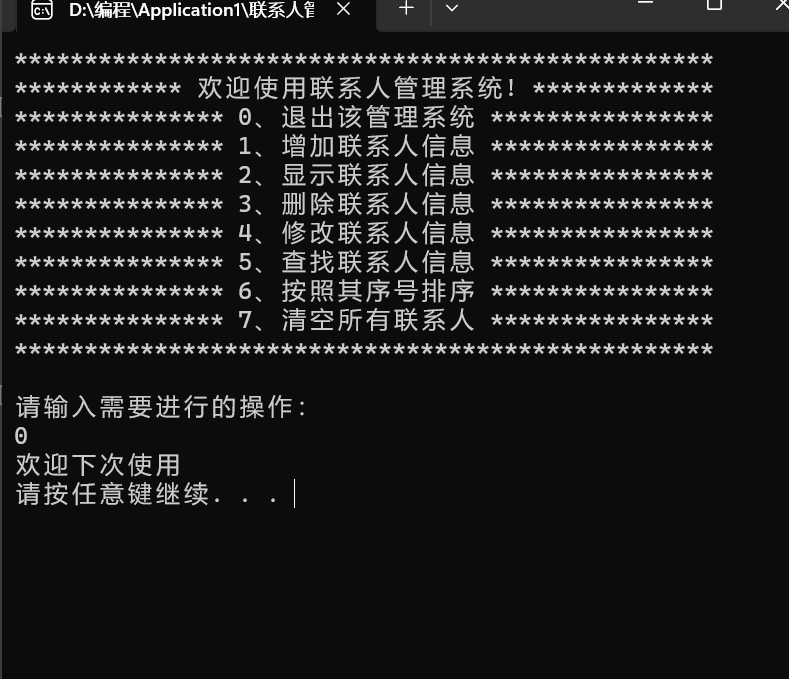 D:\编程\Application1\联系人管
**************************************************
************ 欢迎使用联系人管理系统! *************
*************** 0、退出该管理系统 ****************
*************** 1、增加联系人信息 ****************
*************** 2、显示联系人信息 ****************
*************** 3、删除联系人信息 ****************
*************** 4、修改联系人信息 ****************
*************** 5、查找联系人信息 ****************
*************** 6、按照其序号排序 ****************
*************** 7、清空所有联系人 ****************
**************************************************
请输入需要进行的操作:
0
欢迎下次使用
请按任意键继续. . .